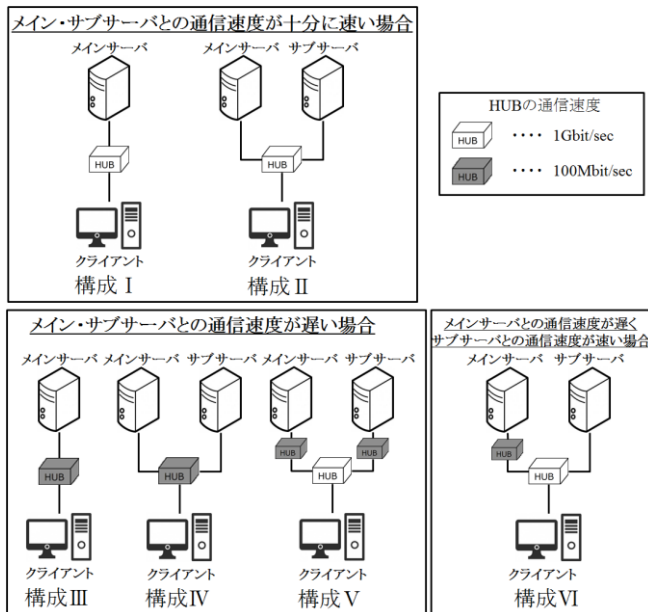 メイン・サブサーバとの通信速度が十分に速い場合
メインサーバ
メインサーバ サブサーバ
HUB
HUB
クライアント
クライアント
構成Ⅰ
構成Ⅱ
HUBの通信速度
HUB ···· 1Gbit/sec
HUB ···· 100Mbit/sec
メイン・サブサーバとの通信速度が遅い場合
メインサーバ メインサーバ サブサーバ メインサーバ サブサーバ
HUB
HUB
HUB HUB
HUB
クライアント
クライアント
クライアント
構成Ⅲ
構成Ⅳ
構成Ⅴ
メインサーバとの通信速度が遅く
サブサーバとの通信速度が速い場合
メインサーバ サブサーバ
HUB
HUB
クライアント
構成Ⅵ